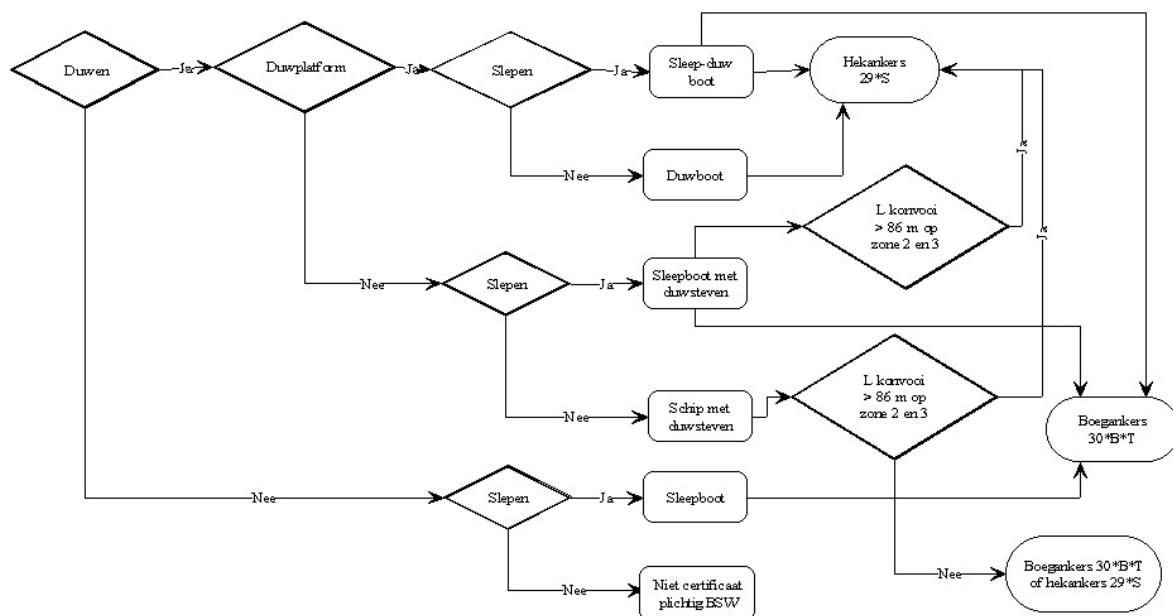 Duwen
Ja
Duwplatform
Ja
Slepen
Ja
Sleep-duw
boot
Hekankers
29*S
Nee
Duwboot
Ja
Ja
L konvooi
> 86 m op
zone 2 en 3
Nee
Slepen
Ja
Sleepboot met
duwsteven
L konvooi
> 86 m op
zone 2 en 3
Nee
Schip met
duwsteven
Boegankers
30*B*T
Nee
Slepen
Ja
Sleepboot
Nee
Boegankers 30*B*T
of hekankers 29*S
Nee
Niet certificaat
plichtig BSW